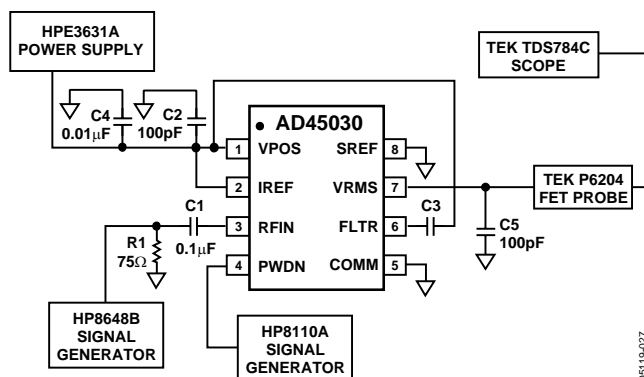 HPE3631A
POWER SUPPLY
TEK TDS784C
SCOPE
C4
0.01μF
C2
100pF
AD45030
1
VPOS
SREF
8
2
IREF
VRMS
7
TEK P6204
FET PROBE
C1
0.1μF
3
RFIN
FLTR
6
C3
C5
100pF
R1
75Ω
4
PWDN
COMM
5
HP8648B
SIGNAL
GENERATOR
HP8110A
SIGNAL
GENERATOR
05119-027